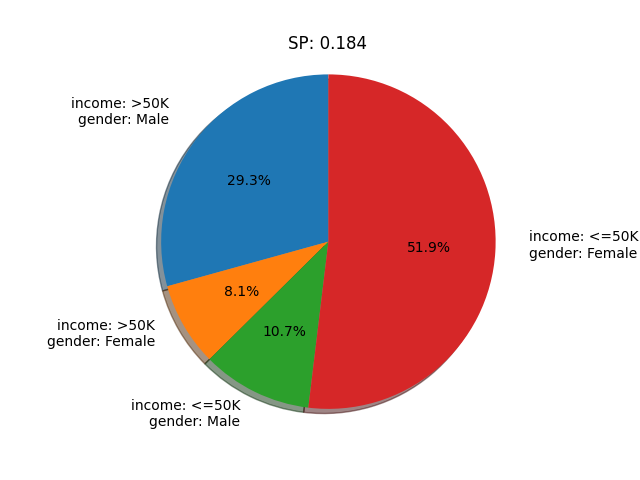 SP: 0.184
income: >50K
gender: Male
29.3%
income: <=50K
gender: Female
51.9%
8.1%
income: >50K
gender: Female
10.7%
income: <=50K
gender: Male